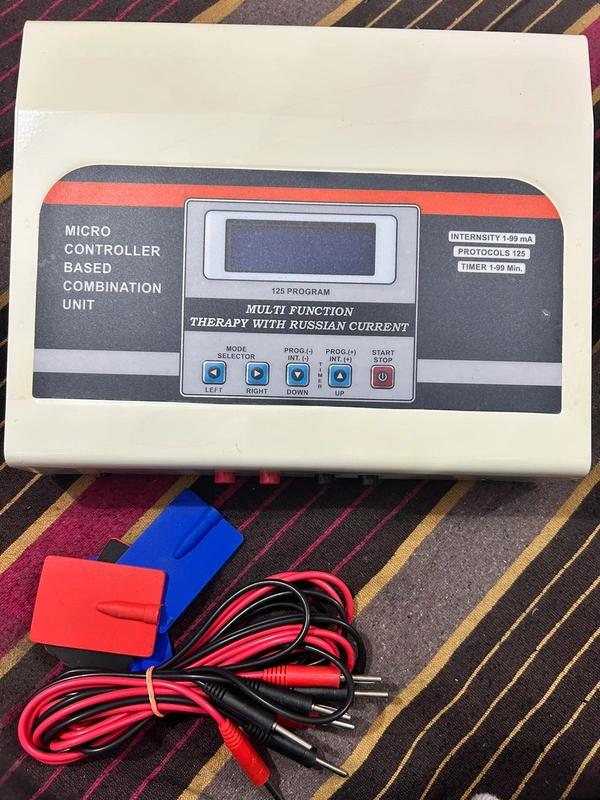 MICRO
CONTROLLER
BASED
COMBINATION
UNIT
125 PROGRAM
MULTI FUNCTION
THERAPY WITH RUSSIAN CURRENT
INTERNSITY 1-99 mA
PROTOCOLS 125
TIMER 1-99 Min.
MODE
SELECTOR
PROG.(-)
INT. (-)
PROG.(+)
INT. (+)
START
STOP
TIMER
LEFT
RIGHT
DOWN
UP